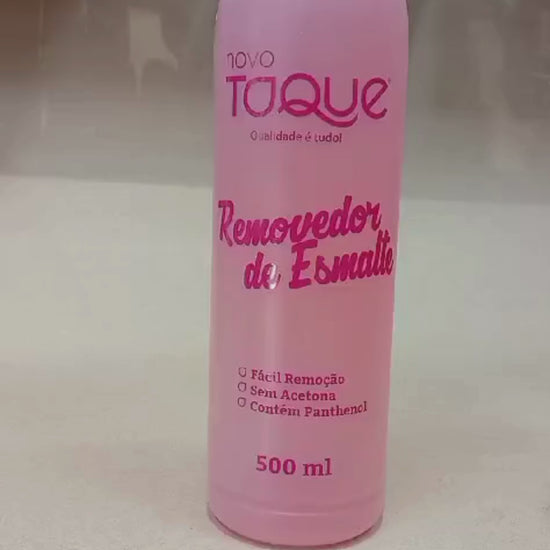 novo
TOQUE
Qualidade é tudo!
Removedor
de Esmalte
Fácil Remoção
Sem Acetona
Contém Panthenol
500 ml